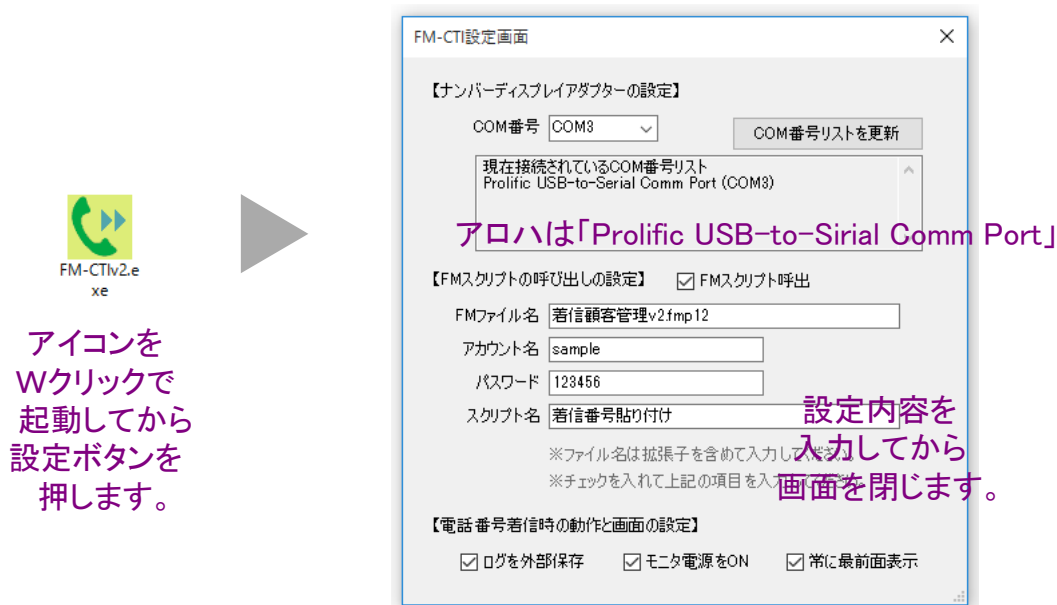 FM-CTI設定画面
【ナンバーディスプレイアダプターの設定】
COM番号 COM3 COM番号リストを更新
現在接続されているCOM番号リスト
Prolific USB-to-Serial Comm Port (COM3)
アロハは「Prolific USB-to-Sirial Comm Port」
FM-CTIv2.e
xe
【FMスクリプトの呼び出しの設定】 FMスクリプト呼出
FMファイル名 着信顧客管理v2.fmp12
アカウント名 sample
パスワード 123456
スクリプト名 着信番号貼り付け
アイコンを
Wクリックで
起動してから
設定ボタンを
押します。
設定内容を
入力してから
画面を閉じます。
※ファイル名は拡張子を含めて入力してください。
※チェックを入れて上記の項目を入
【電話番号着信時の動作と画面の設定】
ログを外部保存 モニタ電源をON 常に最前面表示